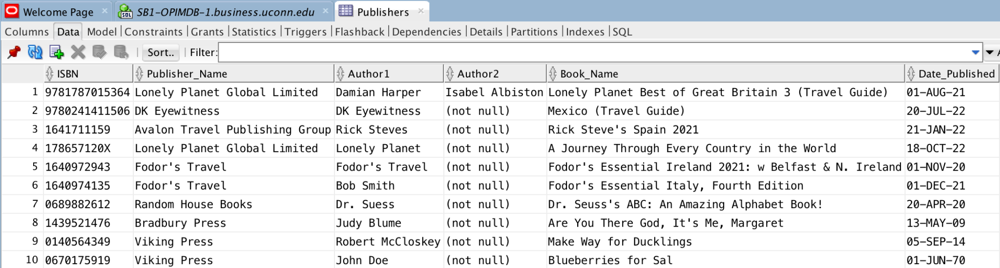 Welcome Page SQL SB1-OPIMDB-1.business.uconn.edu Publishers
Columns Data Model Constraints Grants Statistics Triggers Flashback Dependencies Details Partitions Indexes SQL
Sort.. Filter: A
ISBN Publisher_Name Author1 Author2 Book_Name Date_Published
1 9781787015364 Lonely Planet Global Limited Damian Harper Isabel Albiston Lonely Planet Best of Great Britain 3 (Travel Guide) 01-AUG-21
2 9780241411506 DK Eyewitness DK Eyewitness (not null) Mexico (Travel Guide) 20-JUL-22
3 1641711159 Avalon Travel Publishing Group Rick Steves (not null) Rick Steve's Spain 2021 21-JAN-22
4 178657120X Lonely Planet Global Limited Lonely Planet (not null) A Journey Through Every Country in the World 18-OCT-22
5 1640972943 Fodor's Travel Fodor's Travel (not null) Fodor's Essential Ireland 2021: w Belfast & N. Ireland 01-NOV-20
6 1640974135 Fodor's Travel Bob Smith (not null) Fodor's Essential Italy, Fourth Edition 01-DEC-21
7 0689882612 Random House Books Dr. Suess (not null) Dr. Seuss's ABC: An Amazing Alphabet Book! 20-APR-20
8 1439521476 Bradbury Press Judy Blume (not null) Are You There God, It's Me, Margaret 13-MAY-09
9 0140564349 Viking Press Robert McCloskey (not null) Make Way for Ducklings 05-SEP-14
10 0670175919 Viking Press John Doe (not null) Blueberries for Sal 01-JUN-70